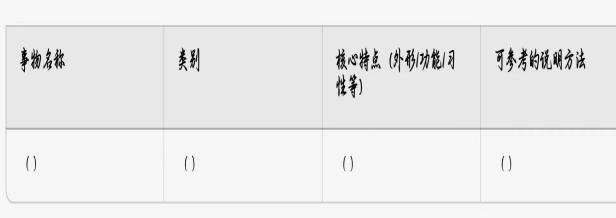 事物名称
类别
核心特点（外形/功能/习
性等）
可参考的说明方法
（）
（）
（）
（）